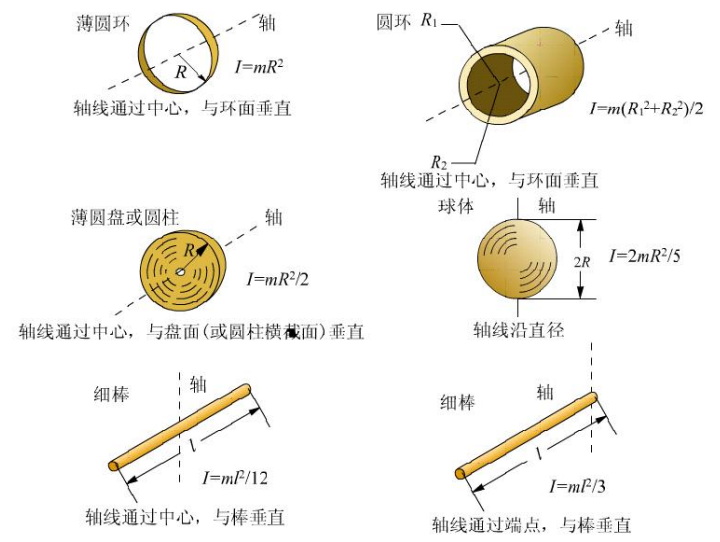 薄圆环
轴
R
I=mR²
轴线通过中心，与环面垂直
圆环
R₁
轴
I=m(R₁²+R₂²)/2
R₂
轴线通过中心，与环面垂直
薄圆盘或圆柱
轴
R
I=mR²/2
轴线通过中心，与盘面(或圆柱横截面)垂直
球体
轴
2R
I=2mR²/5
轴线沿直径
细棒
轴
l
I=ml²/12
轴线通过中心，与棒垂直
细棒
轴
l
I=ml²/3
轴线通过端点，与棒垂直